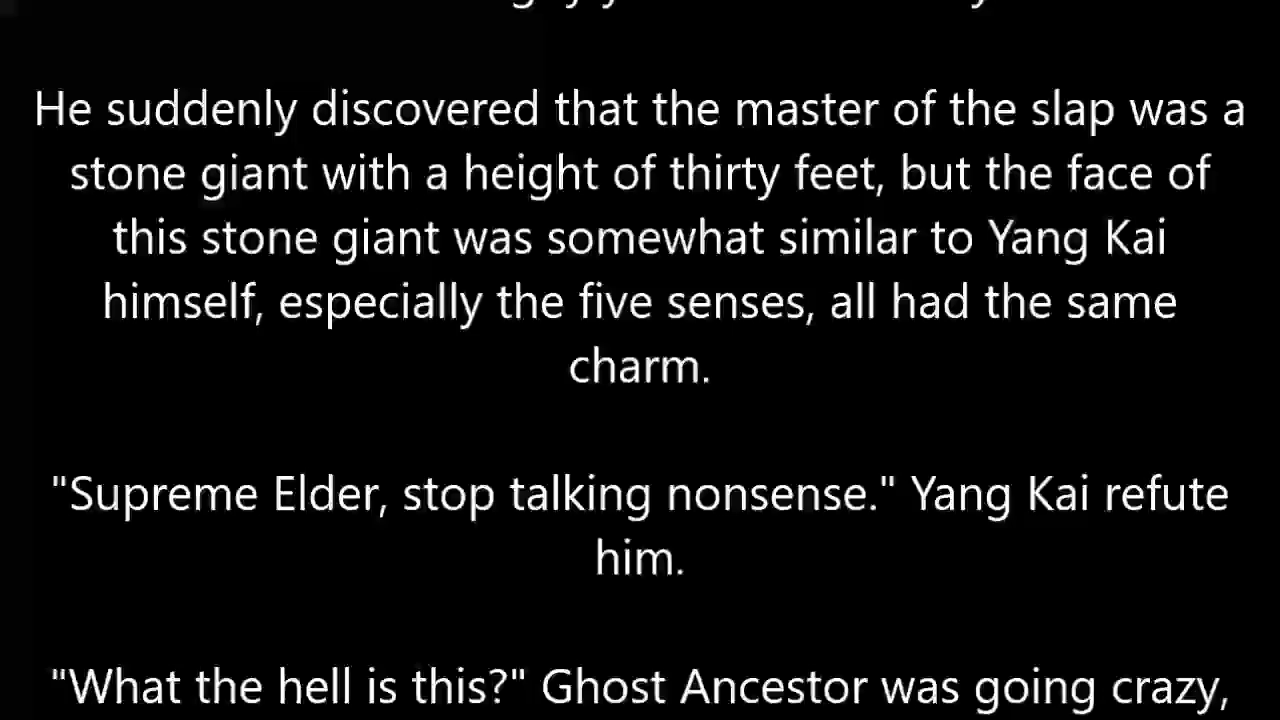 He suddenly discovered that the master of the slap was a
stone giant with a height of thirty feet, but the face of
this stone giant was somewhat similar to Yang Kai
himself, especially the five senses, all had the same
charm.
"Supreme Elder, stop talking nonsense." Yang Kai refute
him.
"What the hell is this?" Ghost Ancestor was going crazy,